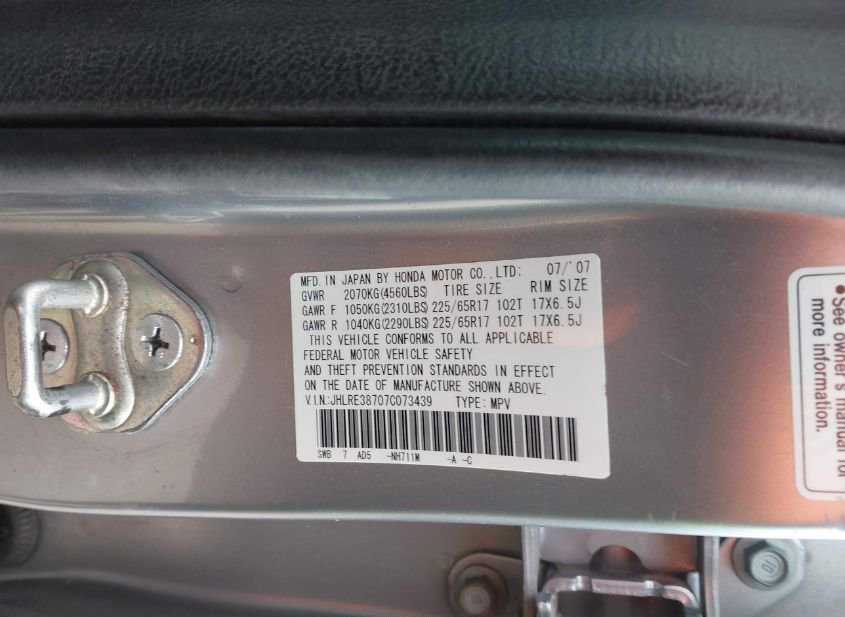 MFD. IN JAPAN BY HONDA MOTOR CO.,LTD: 07/'07
GVWR 2070KG(4560LBS) TIRE SIZE RIM SIZE
GAWR F 1050KG(2310LBS) 225/65R17 102T 17X6.5J
GAWR R 1040KG(2290LBS) 225/65R17 102T 17X6.5J
THIS VEHICLE CONFORMS TO ALL APPLICABLE
FEDERAL MOTOR VEHICLE SAFETY
AND THEFT PREVENTION STANDARDS IN EFFECT
ON THE DATE OF MANUFACTURE SHOWN ABOVE.
V.I.N:JHLRE38707C073439 TYPE: MPV
SWB 7 AD5 -NH711M -A -C
•See owner's manual for
more information.
10